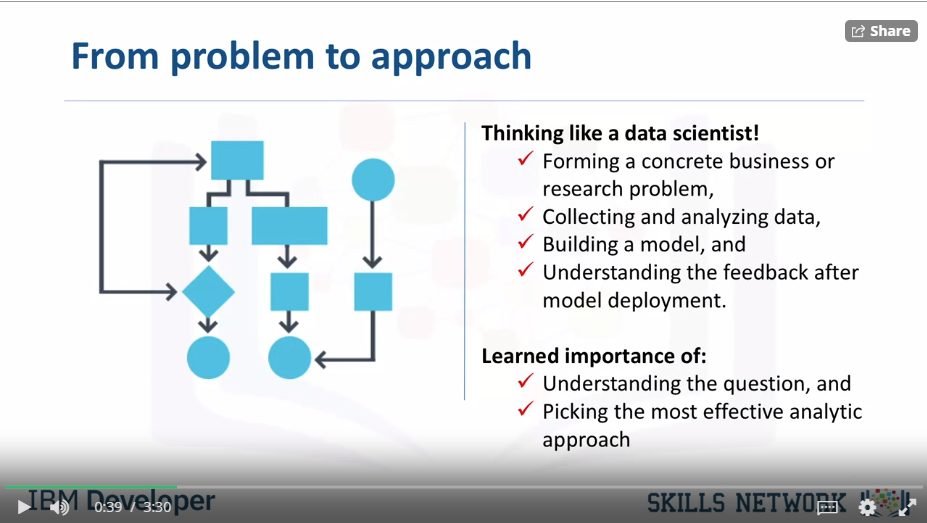 Share
From problem to approach
Thinking like a data scientist!
✓ Forming a concrete business or
research problem,
✓ Collecting and analyzing data,
✓ Building a model, and
✓ Understanding the feedback after
model deployment.
Learned importance of:
✓ Understanding the question, and
✓ Picking the most effective analytic
approach
IBM Developer
SKILLS NETWORK
0:39 / 3:30